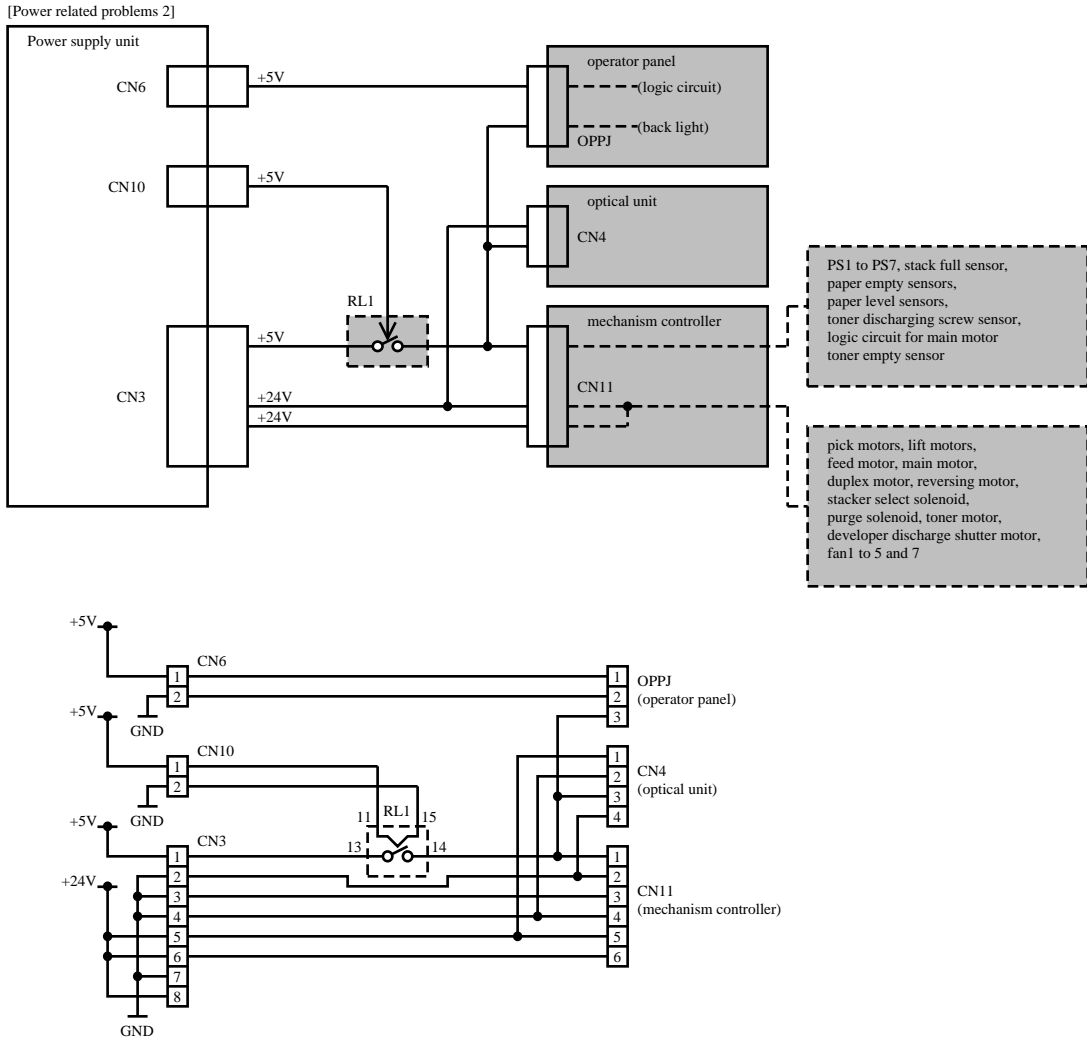 [Power related problems 2]
Power supply unit
CN6
+5V
operator panel
(logic circuit)
(back light)
OPPJ
CN10
+5V
optical unit
CN4
PS1 to PS7, stack full sensor,
paper empty sensors,
paper level sensors,
toner discharging screw sensor,
logic circuit for main motor
toner empty sensor
RL1
mechanism controller
+5V
CN11
CN3
+24V
+24V
pick motors, lift motors,
feed motor, main motor,
duplex motor, reversing motor,
stacker select solenoid,
purge solenoid, toner motor,
developer discharge shutter motor,
fan1 to 5 and 7
+5V
CN6
1
2
GND
1
2
3
OPPJ
(operator panel)
+5V
CN10
1
2
GND
1
2
3
4
CN4
(optical unit)
11
RL1
15
13
14
+5V
CN3
+24V
1
2
3
4
5
6
7
8
GND
1
2
3
4
5
6
CN11
(mechanism controller)